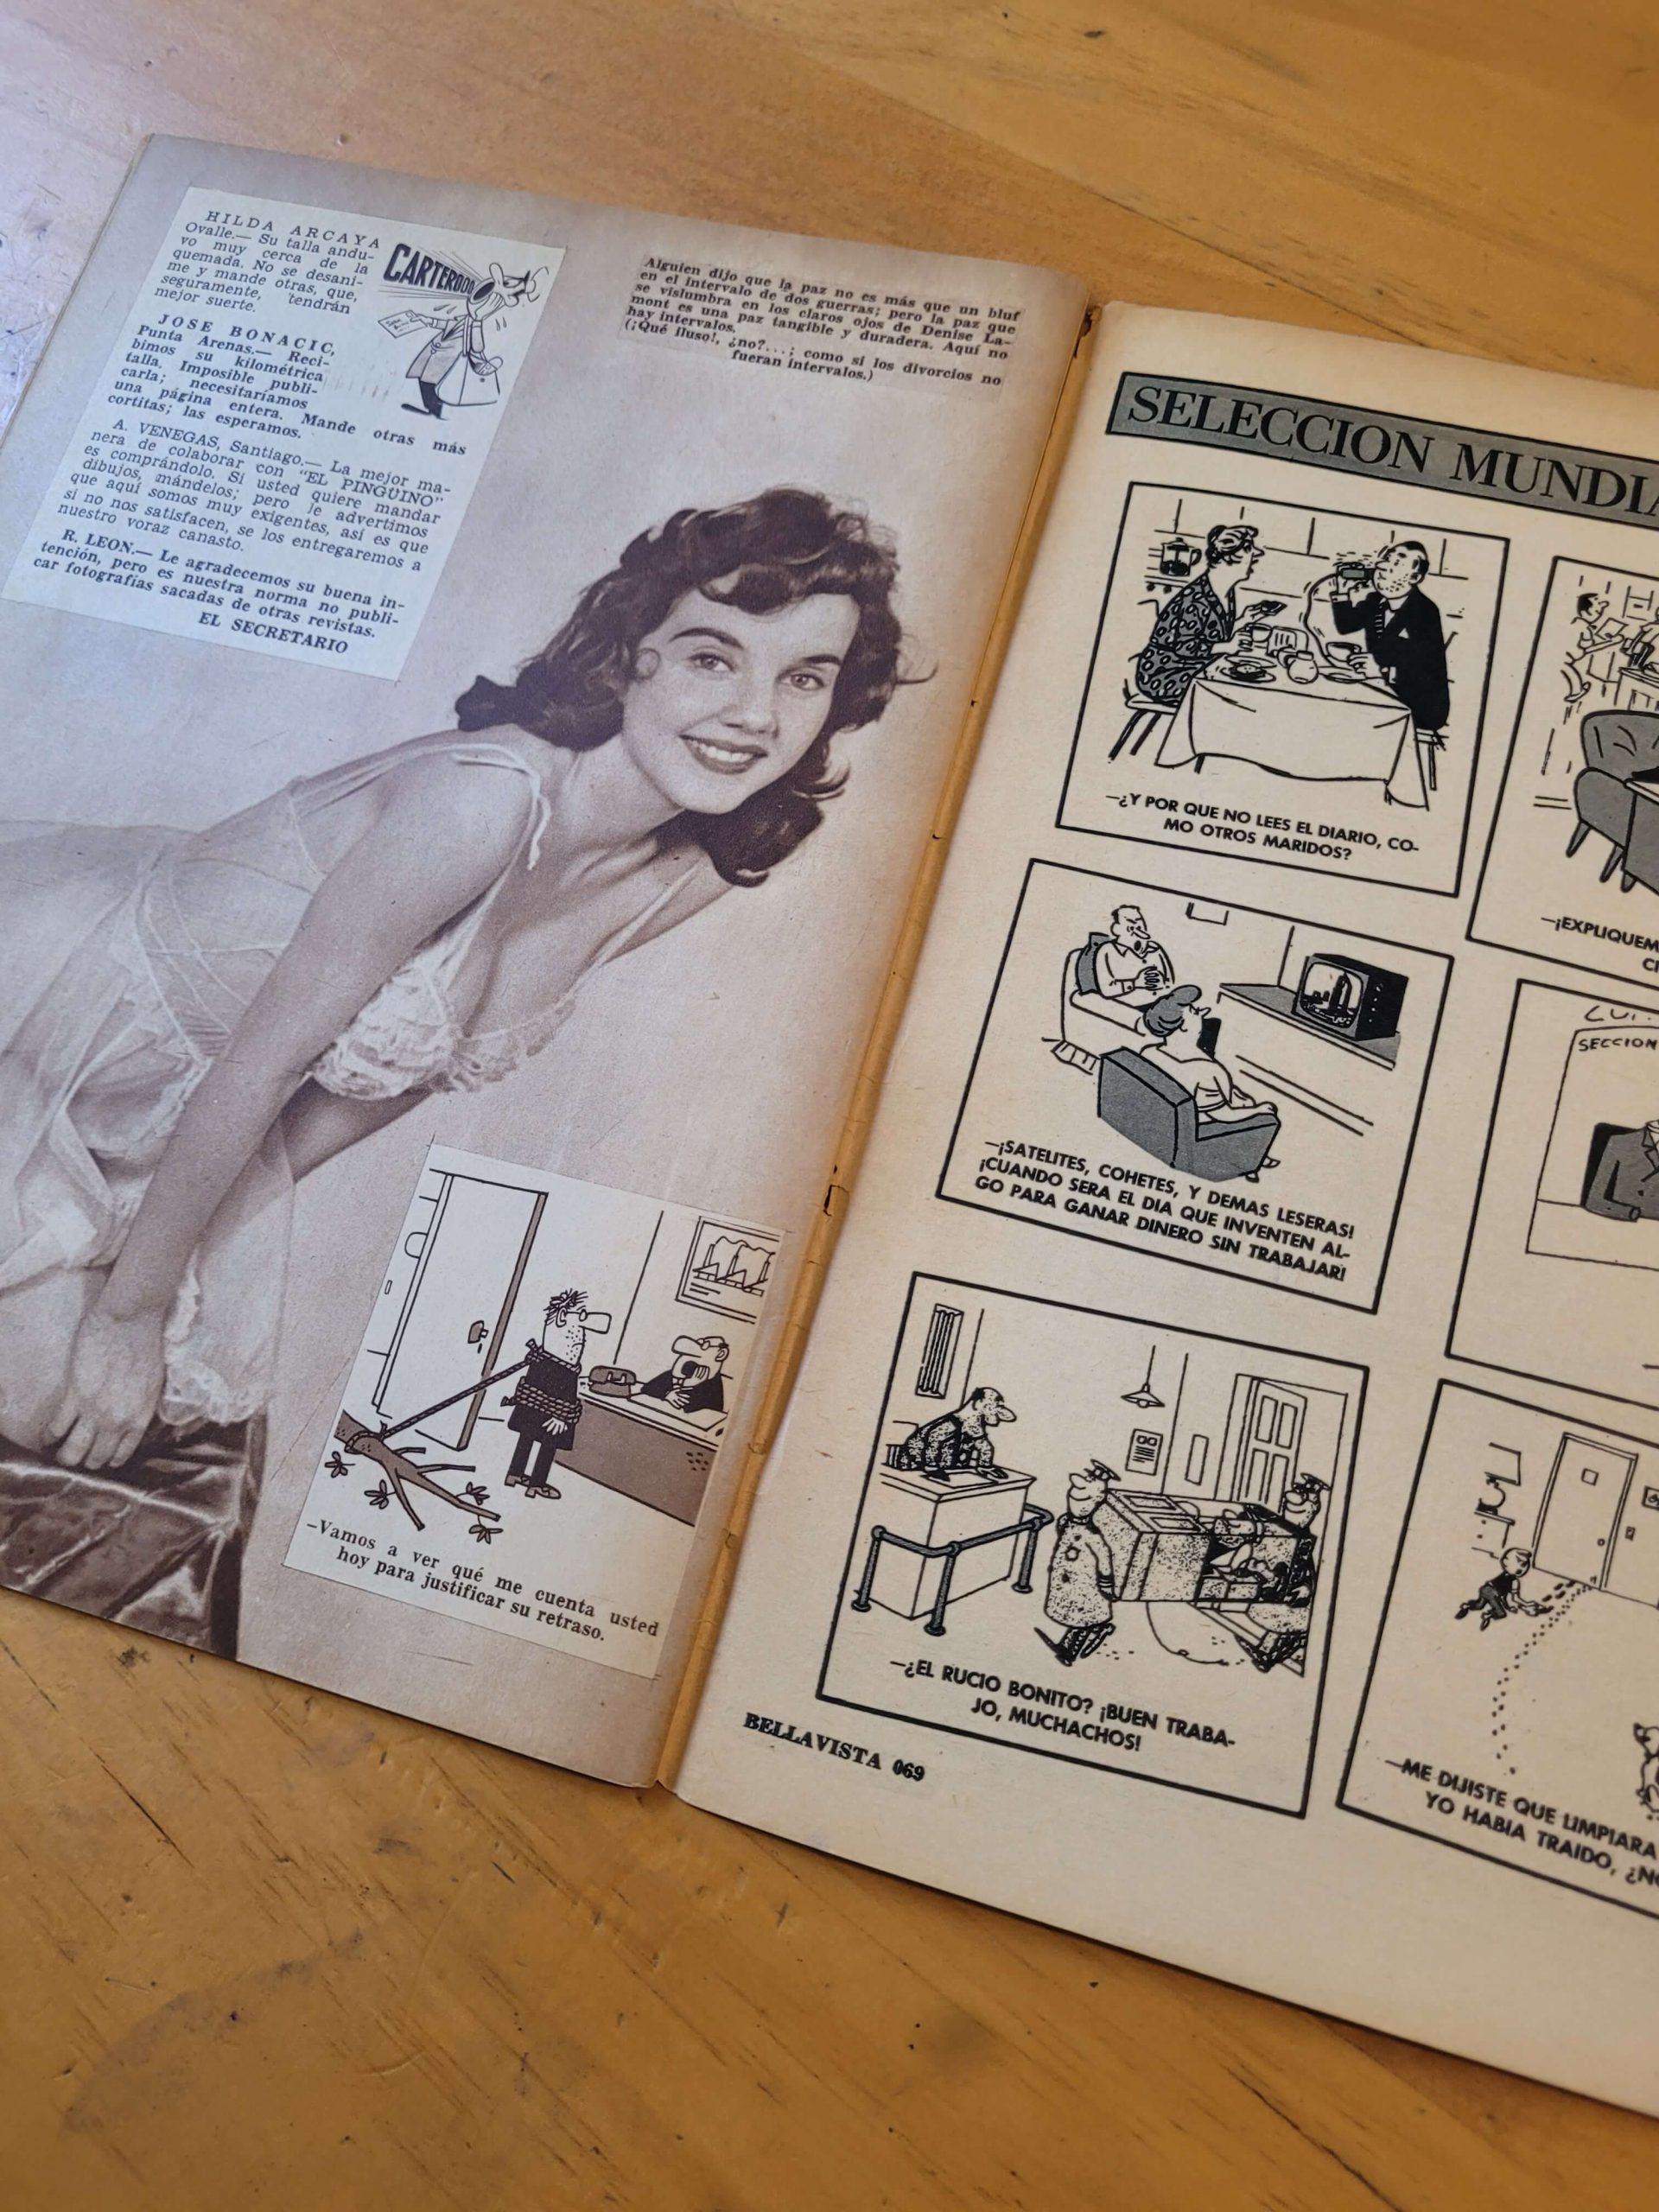 HILDA ARCAYA
Ovalle.— Su talla andu-
vo muy cerca de la
quemada. No se desani-
me y mande otras, que,
seguramente, tendrán
mejor suerte.
JOSE BONACIC,
Punta Arenas.— Reci-
bimos su kilométrica
talla. Imposible publi-
carla; necesitaríamos
una página entera. Mande otras más
cortitas; las esperamos.
A. VENEGAS, Santiago.— La mejor ma-
nera de colaborar con "EL PINGÜINO"
es comprándolo. Si usted quiere mandar
dibujos, mándelos; pero le advertimos
que aquí somos muy exigentes, así es que
si no nos satisfacen, se los entregaremos a
nuestro voraz canasto.
R. LEON.— Le agradecemos su buena in-
tención, pero es nuestra norma no publi-
car fotografías sacadas de otras revistas.
EL SECRETARIO
CARTEROOO
Alguien dijo que la paz no es más que un bluf
en el intervalo de dos guerras; pero la paz que
se vislumbra en los claros ojos de Denise La-
mont es una paz tangible y duradera. Aquí no
hay intervalos.
(¡Qué iluso!, ¿no?...; como si los divorcios no
fueran intervalos.)
—Vamos a ver qué me cuenta usted
hoy para justificar su retraso.
SELECCION MUNDIA
—¿Y POR QUE NO LEES EL DIARIO, CO-
MO OTROS MARIDOS?
—¡EXPLIQUEM
CI
—¡SATELITES, COHETES, Y DEMAS LESERAS!
¡CUANDO SERA EL DIA QUE INVENTEN AL-
GO PARA GANAR DINERO SIN TRABAJAR!
SECCION
—¿EL RUCIO BONITO? ¡BUEN TRABA-
JO, MUCHACHOS!
—ME DIJISTE QUE LIMPIARA
YO HABIA TRAIDO, ¿NO
BELLAVISTA 069